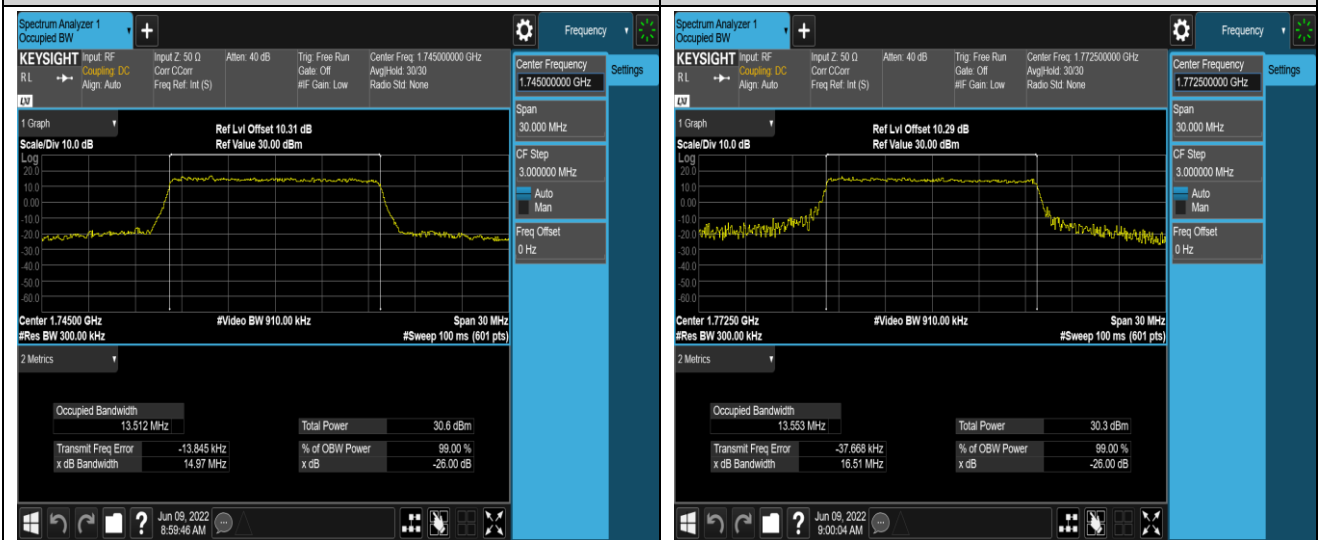 Spectrum Analyzer 1
Occupied BW
+
Frequency
KEYSIGHT Input: RF Input Z: 50 Ω Atten: 40 dB Trig: Free Run Center Freq: 1.745000000 GHz
RL Coupling: DC Corr CCorr Gate: Off Avg|Hold: 30/30
Align: Auto Freq Ref: Int (S) #IF Gain: Low Radio Std: None
LXI
Center Frequency
1.745000000 GHz
Settings
Span
30.000 MHz
CF Step
3.000000 MHz
Auto
Man
Freq Offset
0 Hz
1 Graph
Ref Lvl Offset 10.31 dB
Scale/Div 10.0 dB Ref Value 30.00 dBm
Log
20.0
10.0
0.00
-10.0
-20.0
-30.0
-40.0
-50.0
-60.0
Center 1.74500 GHz #Video BW 910.00 kHz Span 30 MHz
#Res BW 300.00 kHz #Sweep 100 ms (601 pts)
2 Metrics
Occupied Bandwidth
13.512 MHz Total Power 30.6 dBm
Transmit Freq Error -13.845 kHz % of OBW Power 99.00 %
x dB Bandwidth 14.97 MHz x dB -26.00 dB
? Jun 09, 2022
8:59:46 AM
Spectrum Analyzer 1
Occupied BW
+
Frequency
KEYSIGHT Input: RF Input Z: 50 Ω Atten: 40 dB Trig: Free Run Center Freq: 1.772500000 GHz
RL Coupling: DC Corr CCorr Gate: Off Avg|Hold: 30/30
Align: Auto Freq Ref: Int (S) #IF Gain: Low Radio Std: None
LXI
Center Frequency
1.772500000 GHz
Settings
Span
30.000 MHz
CF Step
3.000000 MHz
Auto
Man
Freq Offset
0 Hz
1 Graph
Ref Lvl Offset 10.29 dB
Scale/Div 10.0 dB Ref Value 30.00 dBm
Log
20.0
10.0
0.00
-10.0
-20.0
-30.0
-40.0
-50.0
-60.0
Center 1.77250 GHz #Video BW 910.00 kHz Span 30 MHz
#Res BW 300.00 kHz #Sweep 100 ms (601 pts)
2 Metrics
Occupied Bandwidth
13.553 MHz Total Power 30.3 dBm
Transmit Freq Error -37.668 kHz % of OBW Power 99.00 %
x dB Bandwidth 16.51 MHz x dB -26.00 dB
? Jun 09, 2022
9:00:04 AM